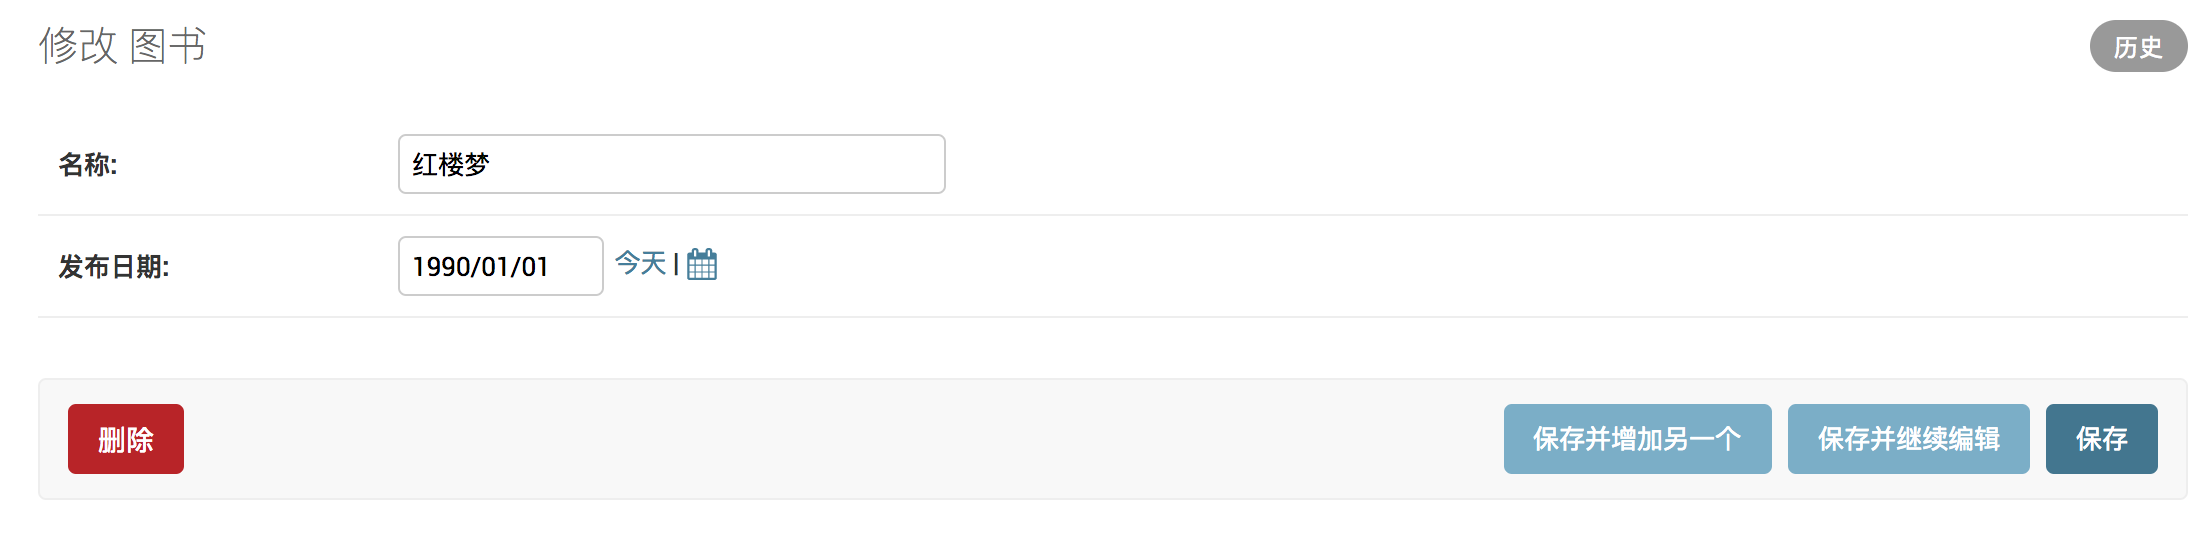 修改 图书
历史
名称: 红楼梦
发布日期: 1990/01/01 今天 |
删除 保存并增加另一个 保存并继续编辑 保存